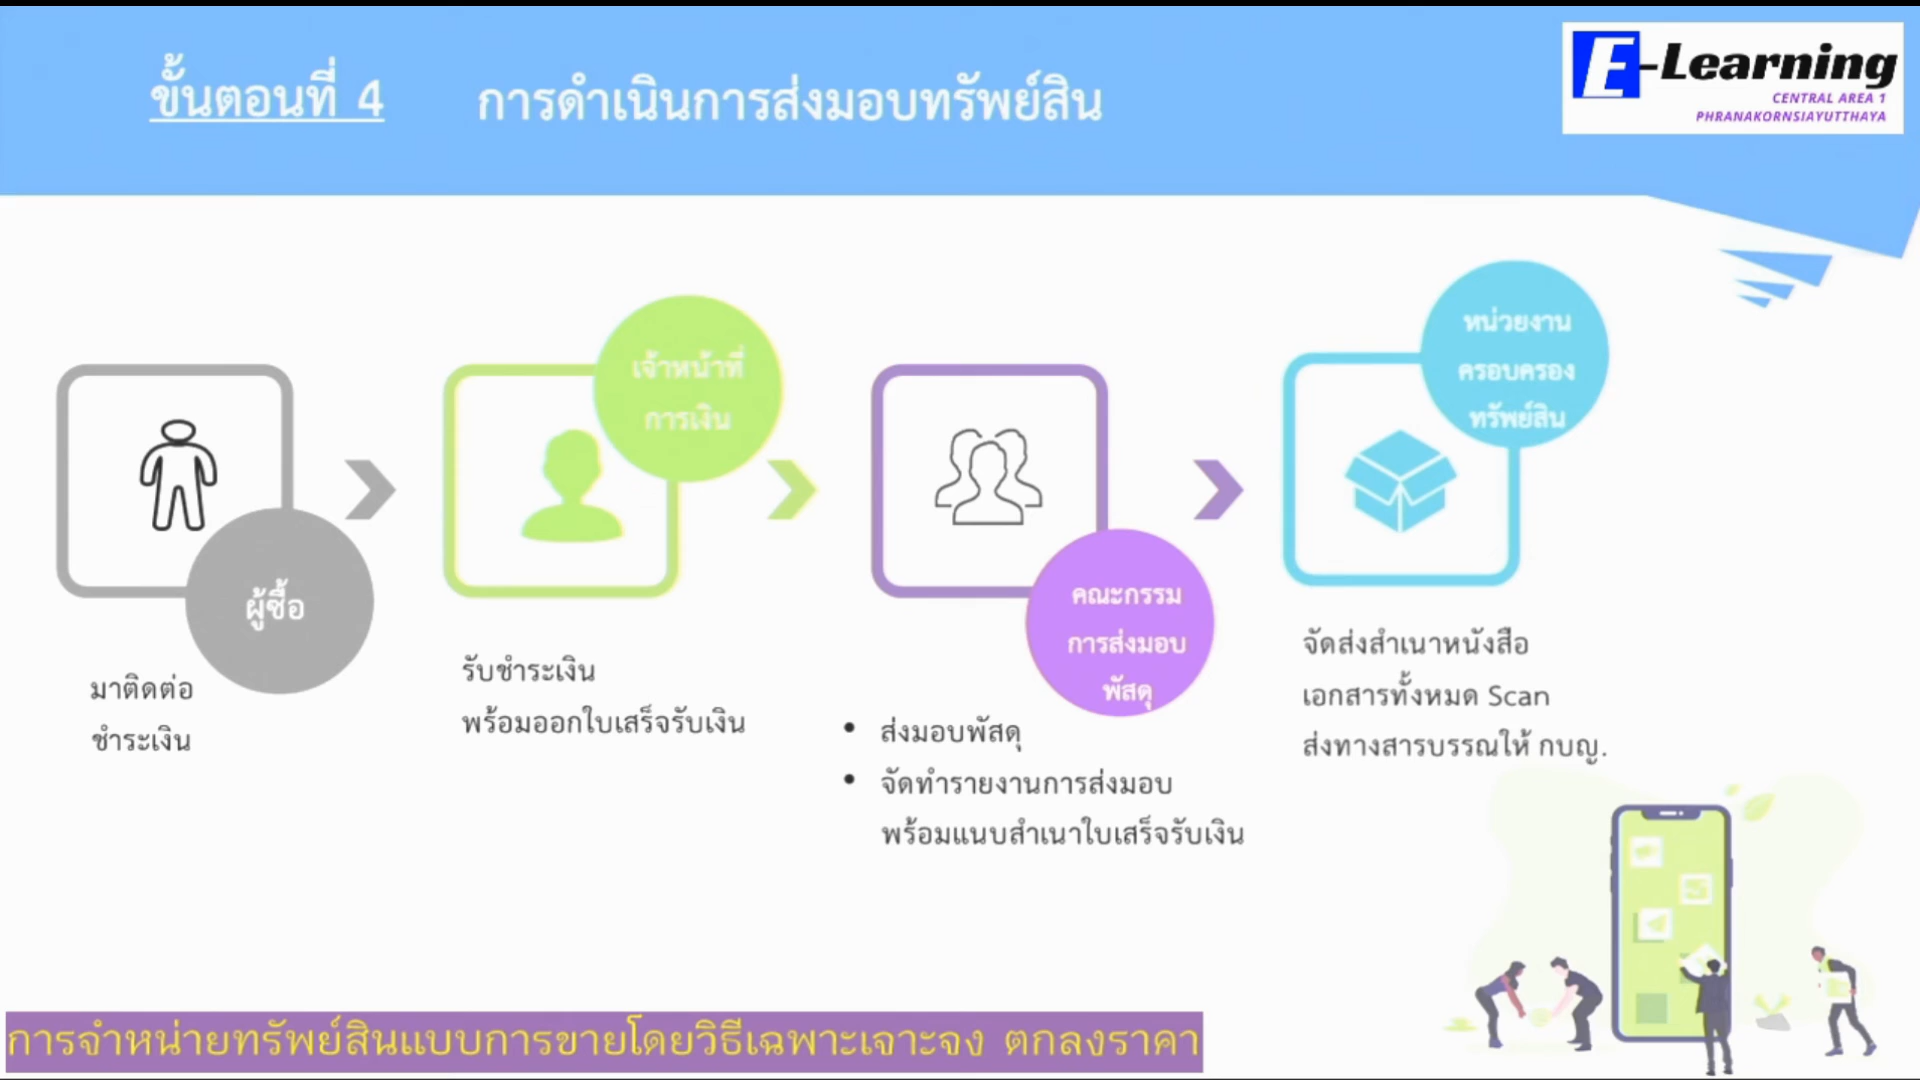 ขั้นตอนที่ 4 การดำเนินการส่งมอบทรัพย์สิน
E-Learning
CENTRAL AREA 1
PHRANAKORNSIAYUTTHAYA
ผู้ซื้อ
มาติดต่อ
ชำระเงิน
เจ้าหน้าที่
การเงิน
รับชำระเงิน
พร้อมออกใบเสร็จรับเงิน
คณะกรรม
การส่งมอบ
พัสดุ
• ส่งมอบพัสดุ
• จัดทำรายงานการส่งมอบ
พร้อมแนบสำเนาใบเสร็จรับเงิน
หน่วยงาน
ครอบครอง
ทรัพย์สิน
จัดส่งสำเนาหนังสือ
เอกสารทั้งหมด Scan
ส่งทางสารบรรณให้ กบญ.
การจำหน่ายทรัพย์สินแบบการขายโดยวิธีเฉพาะเจาะจง ตกลงราคา